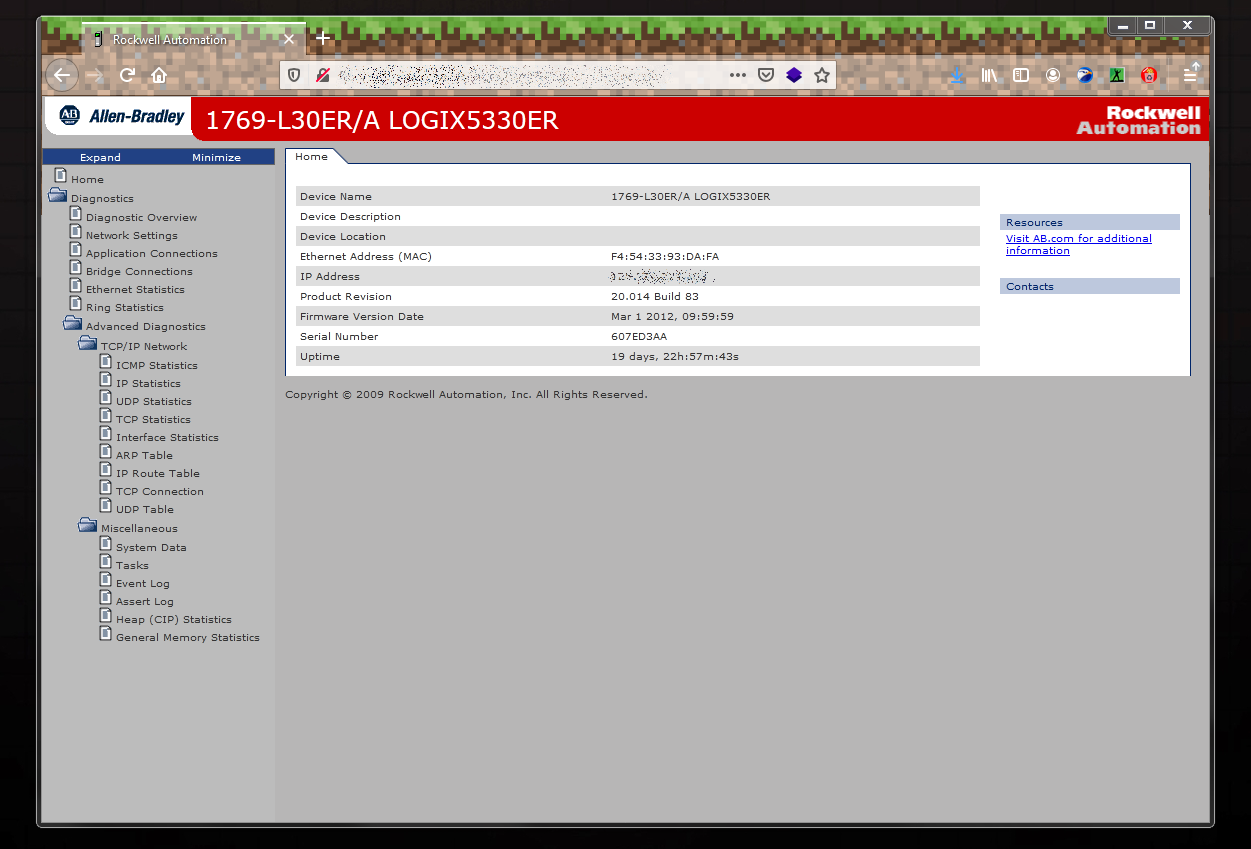 Rockwell Automation
Allen-Bradley
1769-L30ER/A LOGIX5330ER
Rockwell
Automation
Expand Minimize
Home
Diagnostics
Diagnostic Overview
Network Settings
Application Connections
Bridge Connections
Ethernet Statistics
Ring Statistics
Advanced Diagnostics
TCP/IP Network
ICMP Statistics
IP Statistics
UDP Statistics
TCP Statistics
Interface Statistics
ARP Table
IP Route Table
TCP Connection
UDP Table
Miscellaneous
System Data
Tasks
Event Log
Assert Log
Heap (CIP) Statistics
General Memory Statistics
Home
Device Name 1769-L30ER/A LOGIX5330ER
Device Description
Device Location
Ethernet Address (MAC) F4:54:33:93:DA:FA
IP Address
Product Revision 20.014 Build 83
Firmware Version Date Mar 1 2012, 09:59:59
Serial Number 607ED3AA
Uptime 19 days, 22h:57m:43s
Resources
Visit AB.com for additional
information
Contacts
Copyright © 2009 Rockwell Automation, Inc. All Rights Reserved.